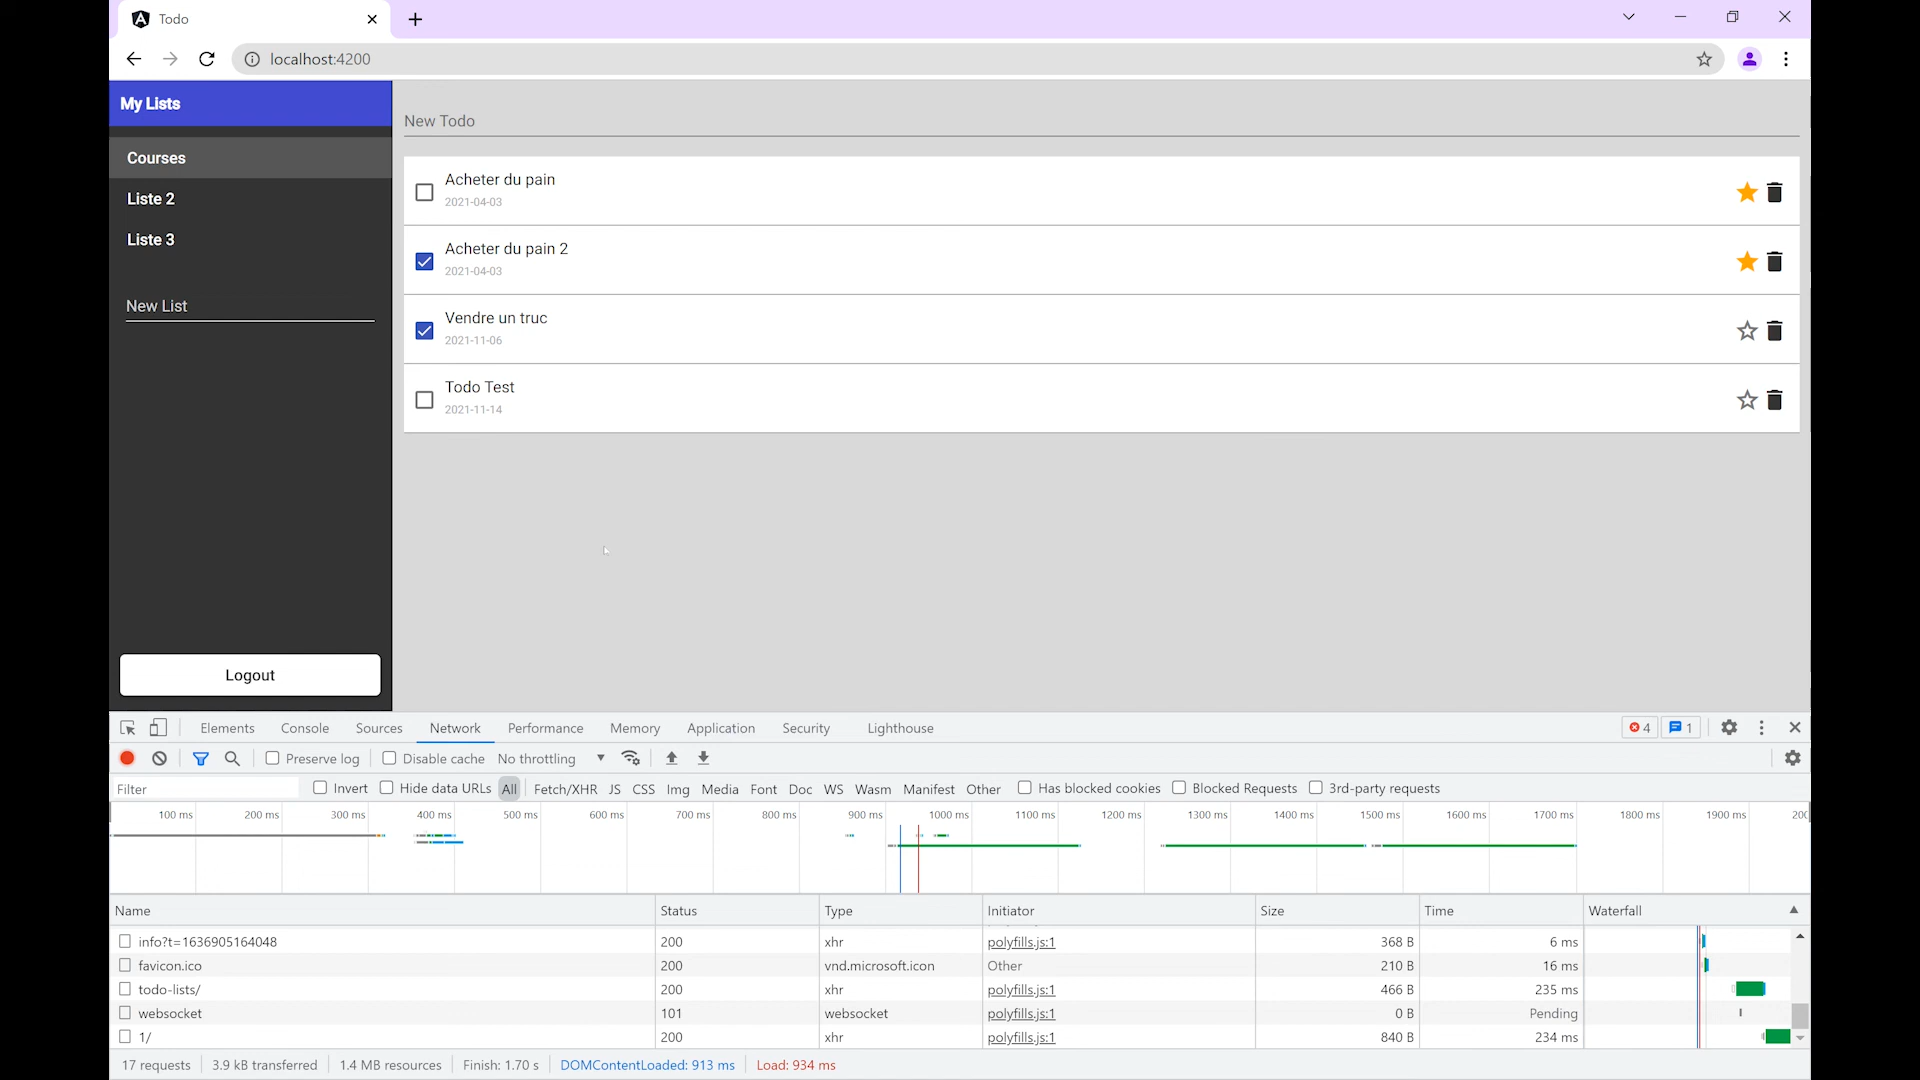 Todo
localhost:4200
My Lists
Courses
Liste 2
Liste 3
New List
Logout
New Todo
Acheter du pain
2021-04-03
Acheter du pain 2
2021-04-03
Vendre un truc
2021-11-06
Todo Test
2021-11-14
Elements Console Sources Network Performance Memory Application Security Lighthouse 4 1
Preserve log Disable cache No throttling
Filter Invert Hide data URLs All Fetch/XHR JS CSS Img Media Font Doc WS Wasm Manifest Other Has blocked cookies Blocked Requests 3rd-party requests
100 ms 200 ms 300 ms 400 ms 500 ms 600 ms 700 ms 800 ms 900 ms 1000 ms 1100 ms 1200 ms 1300 ms 1400 ms 1500 ms 1600 ms 1700 ms 1800 ms 1900 ms
Name Status Type Initiator Size Time Waterfall
info?t=1636905164048 200 xhr polyfills.js:1 368 B 6 ms
favicon.ico 200 vnd.microsoft.icon Other 210 B 16 ms
todo-lists/ 200 xhr polyfills.js:1 466 B 235 ms
websocket 101 websocket polyfills.js:1 0 B Pending
1/ 200 xhr polyfills.js:1 840 B 234 ms
17 requests 3.9 kB transferred 1.4 MB resources Finish: 1.70 s DOMContentLoaded: 913 ms Load: 934 ms